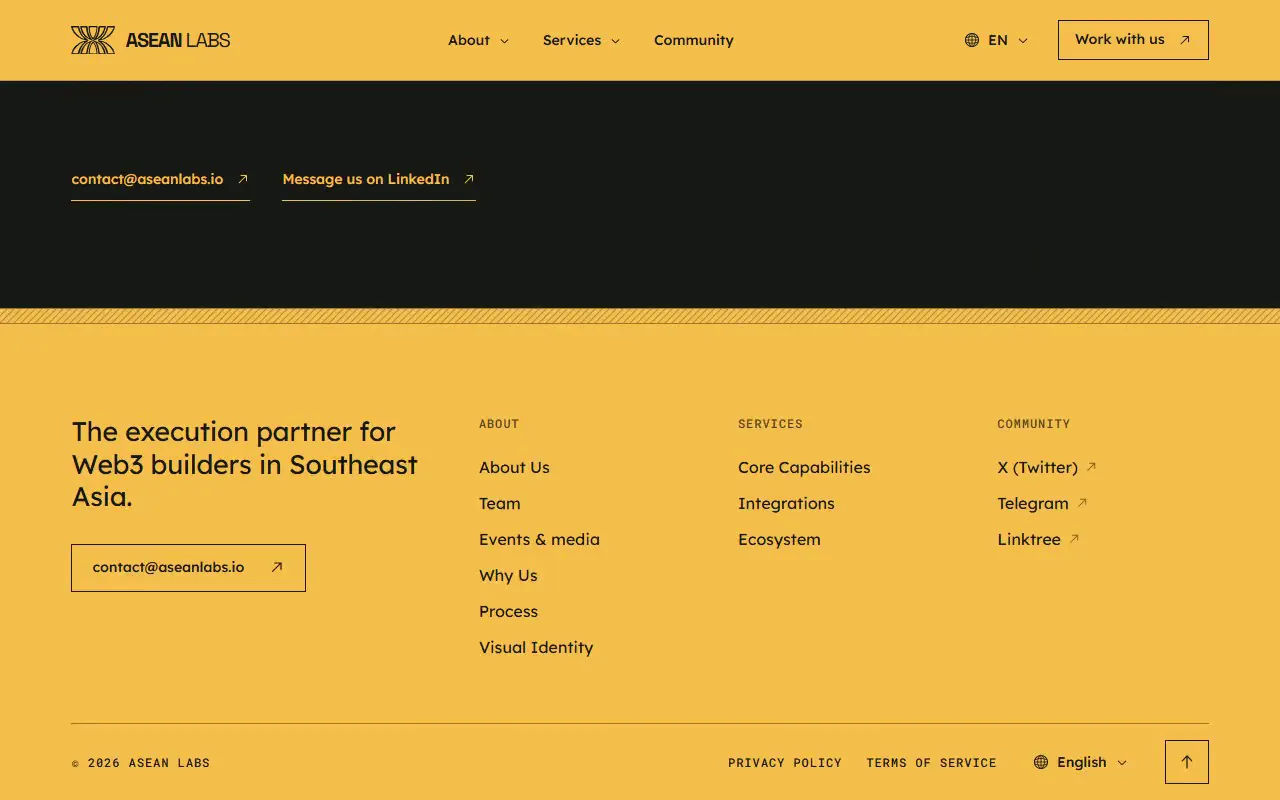 ASEAN LABS
About
Services
Community
EN
Work with us
contact@aseanlabs.io
Message us on LinkedIn
The execution partner for
Web3 builders in Southeast
Asia.
contact@aseanlabs.io
ABOUT
About Us
Team
Events & media
Why Us
Process
Visual Identity
SERVICES
Core Capabilities
Integrations
Ecosystem
COMMUNITY
X (Twitter)
Telegram
Linktree
© 2026 ASEAN LABS
PRIVACY POLICY
TERMS OF SERVICE
English